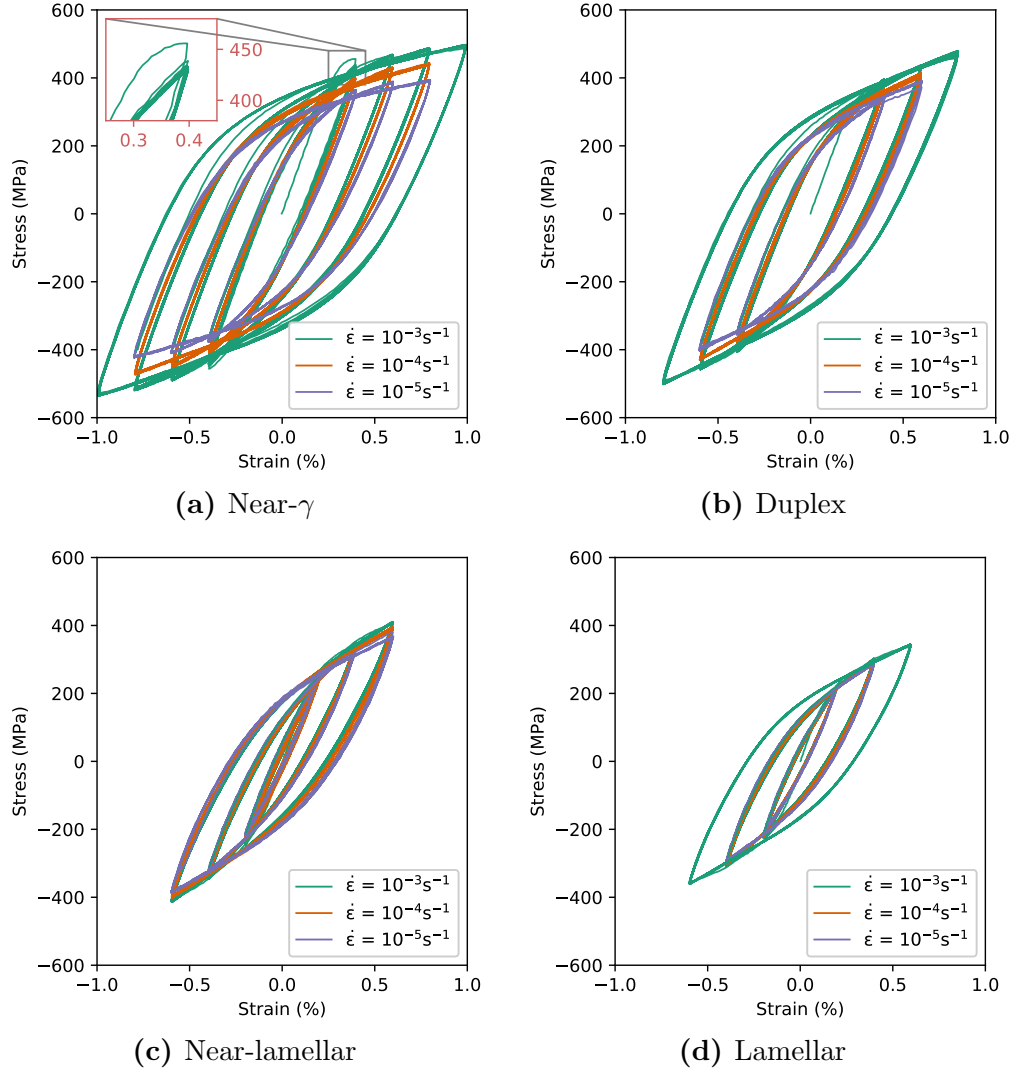 600
400
200
0
−200
−400
−600
Stress (MPa)
450
400
0.3 0.4
ε̇ = 10⁻³s⁻¹
ε̇ = 10⁻⁴s⁻¹
ε̇ = 10⁻⁵s⁻¹
−1.0 −0.5 0.0 0.5 1.0
Strain (%)
(a) Near-γ
600
400
200
0
−200
−400
−600
Stress (MPa)
ε̇ = 10⁻³s⁻¹
ε̇ = 10⁻⁴s⁻¹
ε̇ = 10⁻⁵s⁻¹
−1.0 −0.5 0.0 0.5 1.0
Strain (%)
(b) Duplex
600
400
200
0
−200
−400
−600
Stress (MPa)
ε̇ = 10⁻³s⁻¹
ε̇ = 10⁻⁴s⁻¹
ε̇ = 10⁻⁵s⁻¹
−1.0 −0.5 0.0 0.5 1.0
Strain (%)
(c) Near-lamellar
600
400
200
0
−200
−400
−600
Stress (MPa)
ε̇ = 10⁻³s⁻¹
ε̇ = 10⁻⁴s⁻¹
ε̇ = 10⁻⁵s⁻¹
−1.0 −0.5 0.0 0.5 1.0
Strain (%)
(d) Lamellar